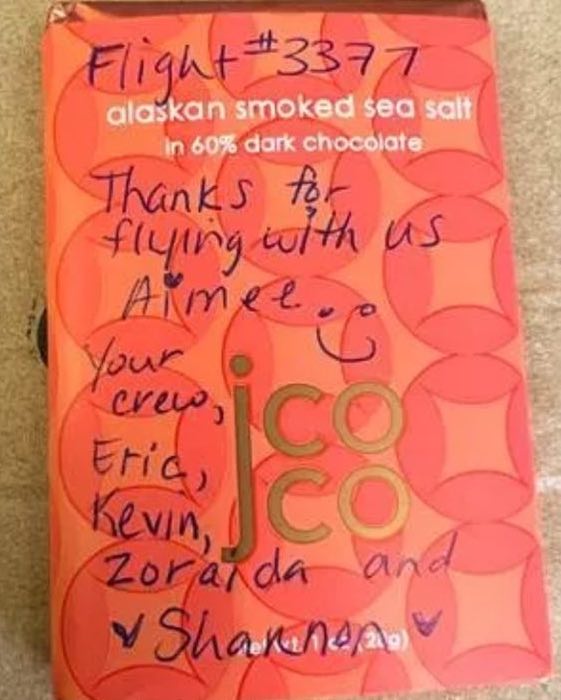 Flight #3377
alaskan smoked sea salt
in 60% dark chocolate
Thanks for
flying with us
Aimee
Your
crew,
jcoco
Eric,
Kevin,
Zoraida and
Shannon